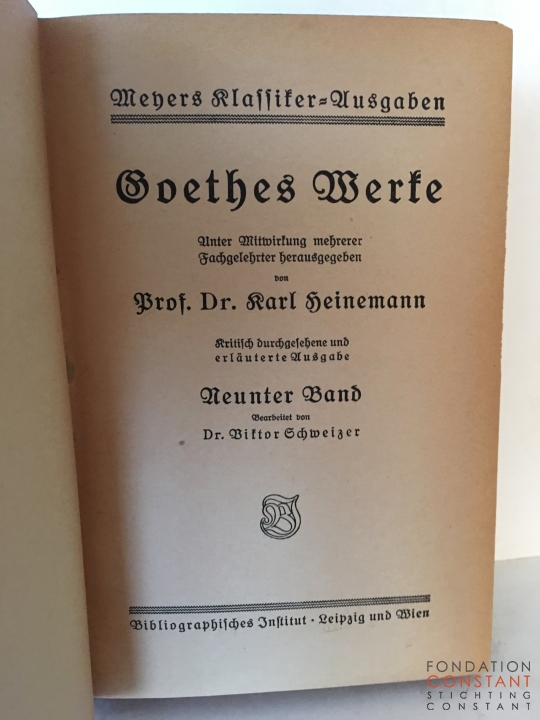 Meyers Klassiker-Ausgaben
Goethes Werke
Unter Mitwirkung mehrerer
Fachgelehrter herausgegeben
von
Prof. Dr. Karl Heinemann
Kritisch durchgesehene und
erläuterte Ausgabe
Neunter Band
Bearbeitet von
Dr. Viktor Schweizer
Bibliographisches Institut · Leipzig und Wien
FONDATION
CONSTANT
STICHTING
CONSTANT